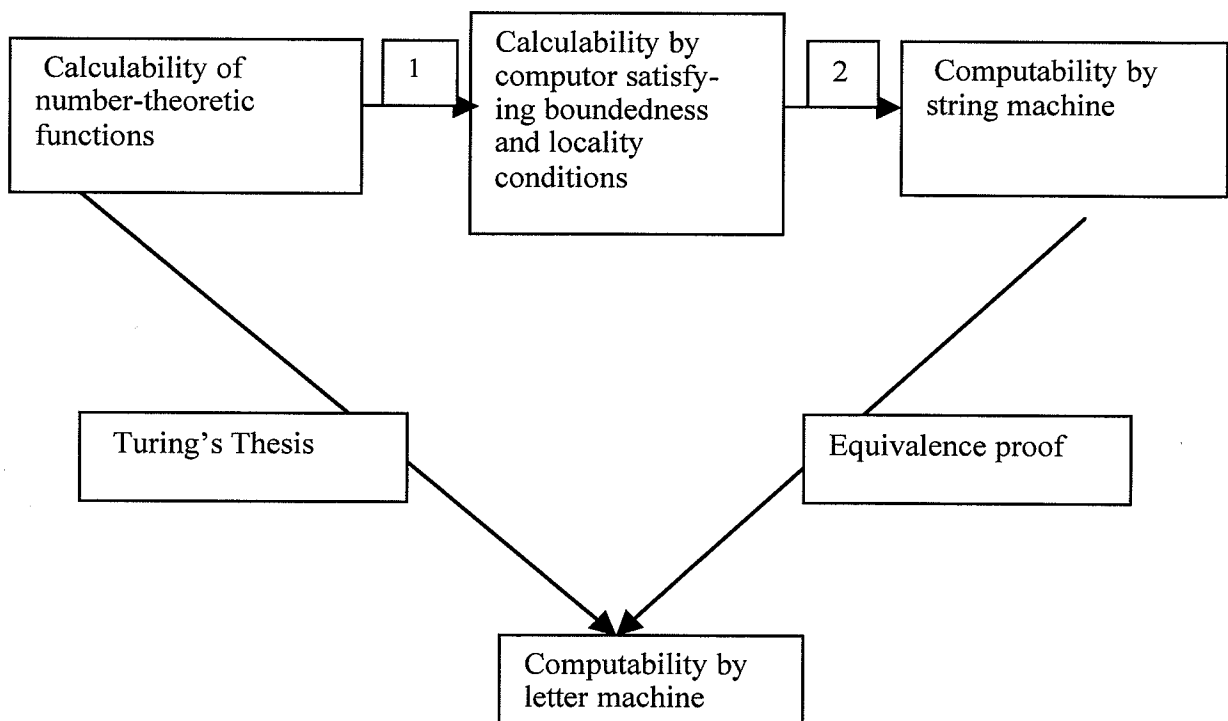 Calculability of
number-theoretic
functions
1
Calculability by
computor satisfy-
ing boundedness
and locality
conditions
2
Computability by
string machine
Turing's Thesis
Equivalence proof
Computability by
letter machine